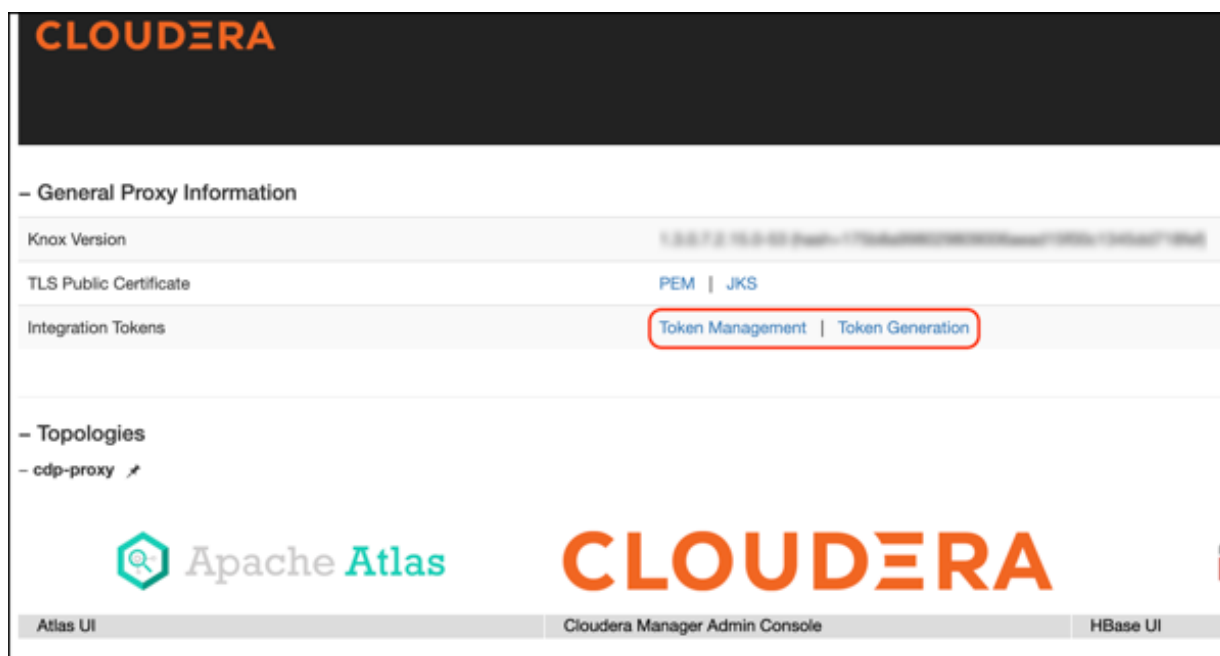 CLOUDERA
– General Proxy Information
Knox Version
TLS Public Certificate PEM | JKS
Integration Tokens Token Management | Token Generation
– Topologies
– cdp-proxy
Apache Atlas CLOUDERA
Atlas UI Cloudera Manager Admin Console HBase UI